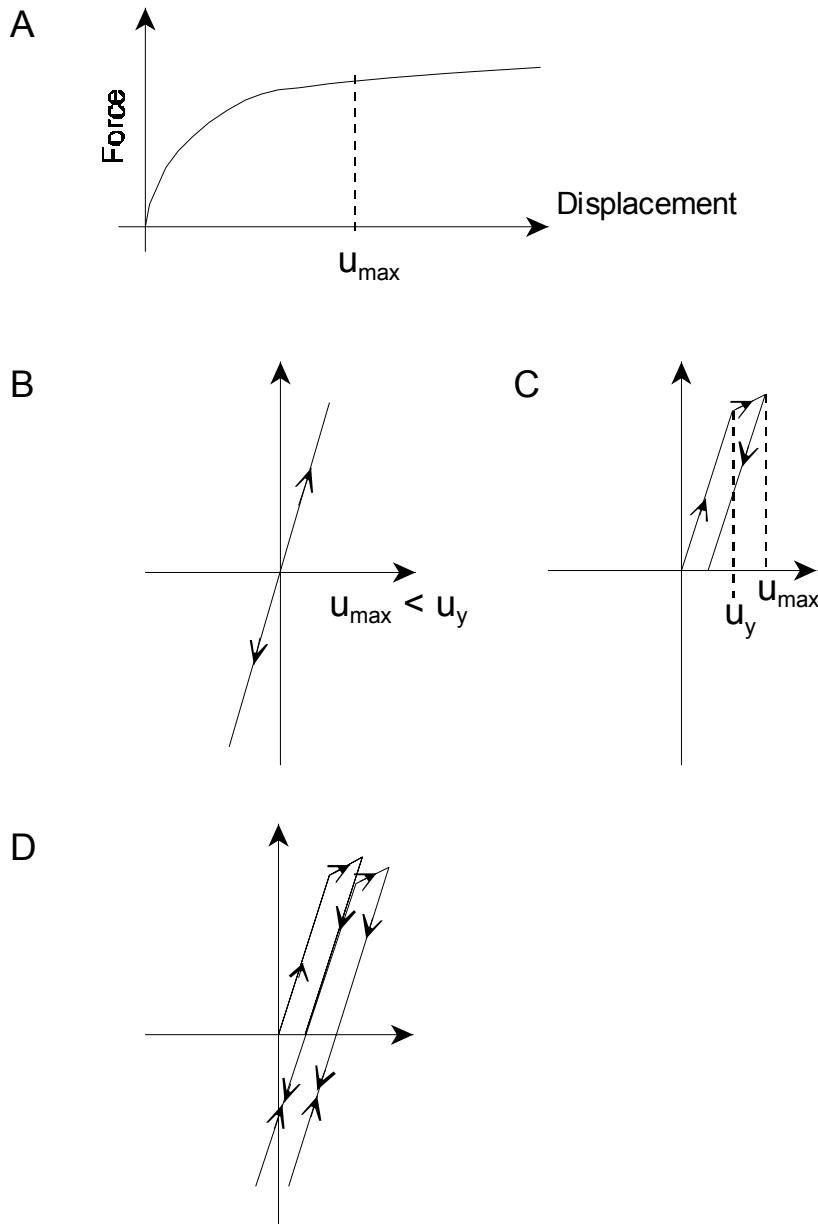 A
Force
Displacement
u_max
B
C
u_max < u_y
u_y
u_max
D